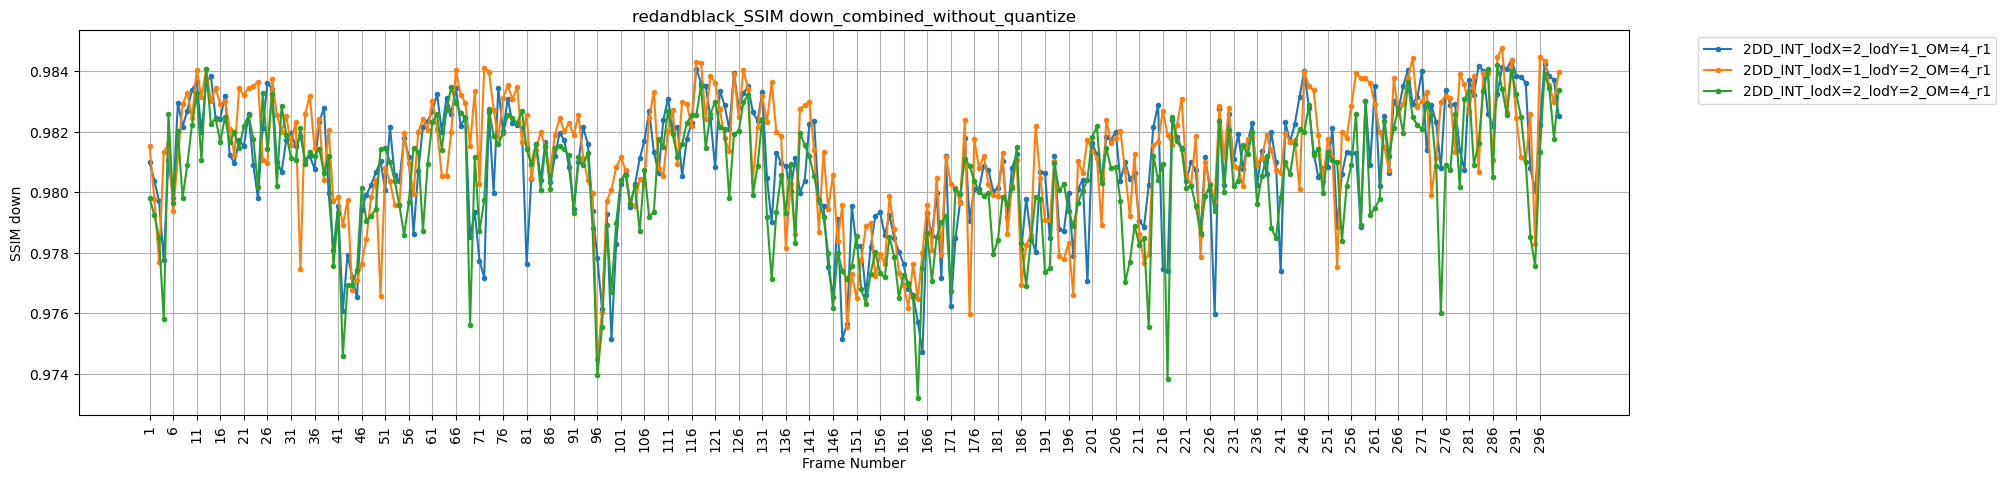 redandblack_SSIM down_combined_without_quantize
2DD_INT_lodX=2_lodY=1_OM=4_r1
2DD_INT_lodX=1_lodY=2_OM=4_r1
2DD_INT_lodX=2_lodY=2_OM=4_r1
SSIM down
0.984
0.982
0.980
0.978
0.976
0.974
1 6 11 16 21 26 31 36 41 46 51 56 61 66 71 76 81 86 91 96 101 106 111 116 121 126 131 136 141 146 151 156 161 166 171 176 181 186 191 196 201 206 211 216 221 226 231 236 241 246 251 256 261 266 271 276 281 286 291 296
Frame Number